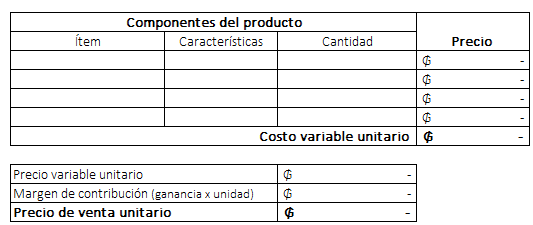 Componentes del producto
Ítem Características Cantidad Precio
₲ -
₲ -
₲ -
₲ -
Costo variable unitario ₲ -
Precio variable unitario ₲ -
Margen de contribución (ganancia x unidad) ₲ -
Precio de venta unitario ₲ -